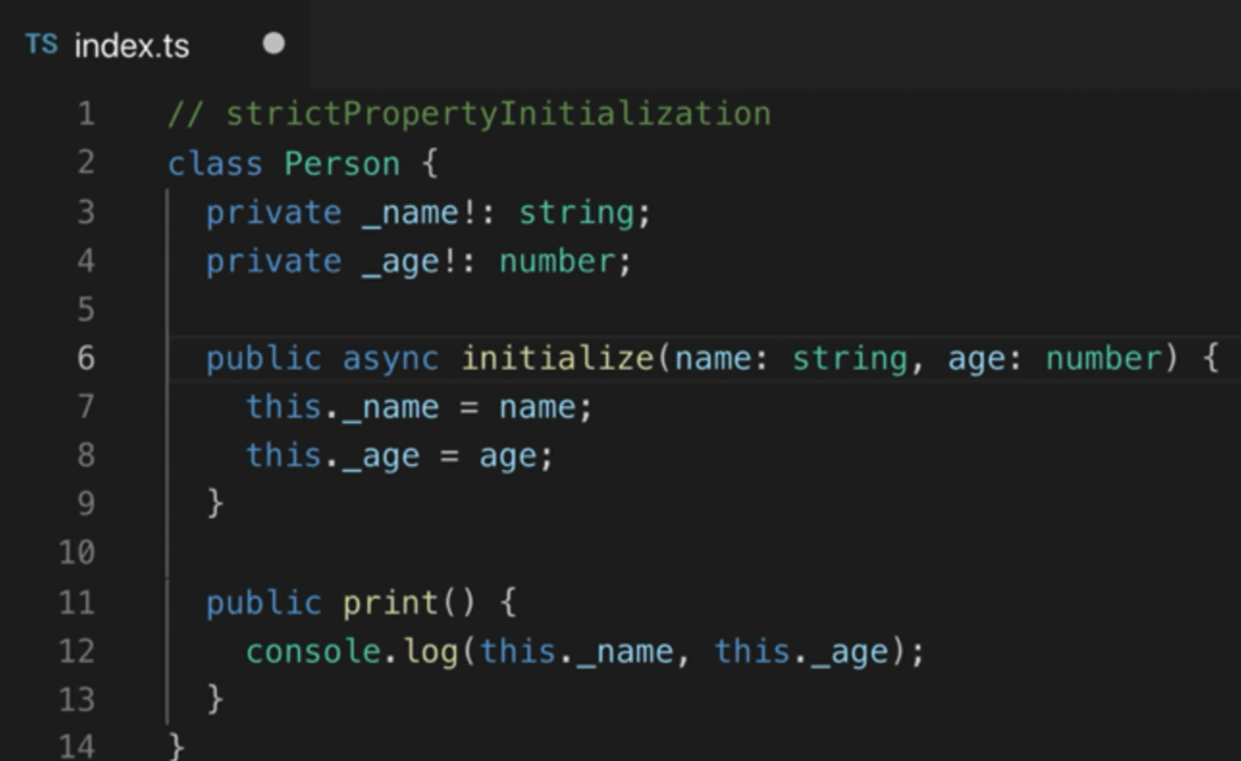 TS index.ts
1 // strictPropertyInitialization
2 class Person {
3   private _name!: string;
4   private _age!: number;
5
6   public async initialize(name: string, age: number) {
7     this._name = name;
8     this._age = age;
9   }
10
11   public print() {
12     console.log(this._name, this._age);
13   }
14 }